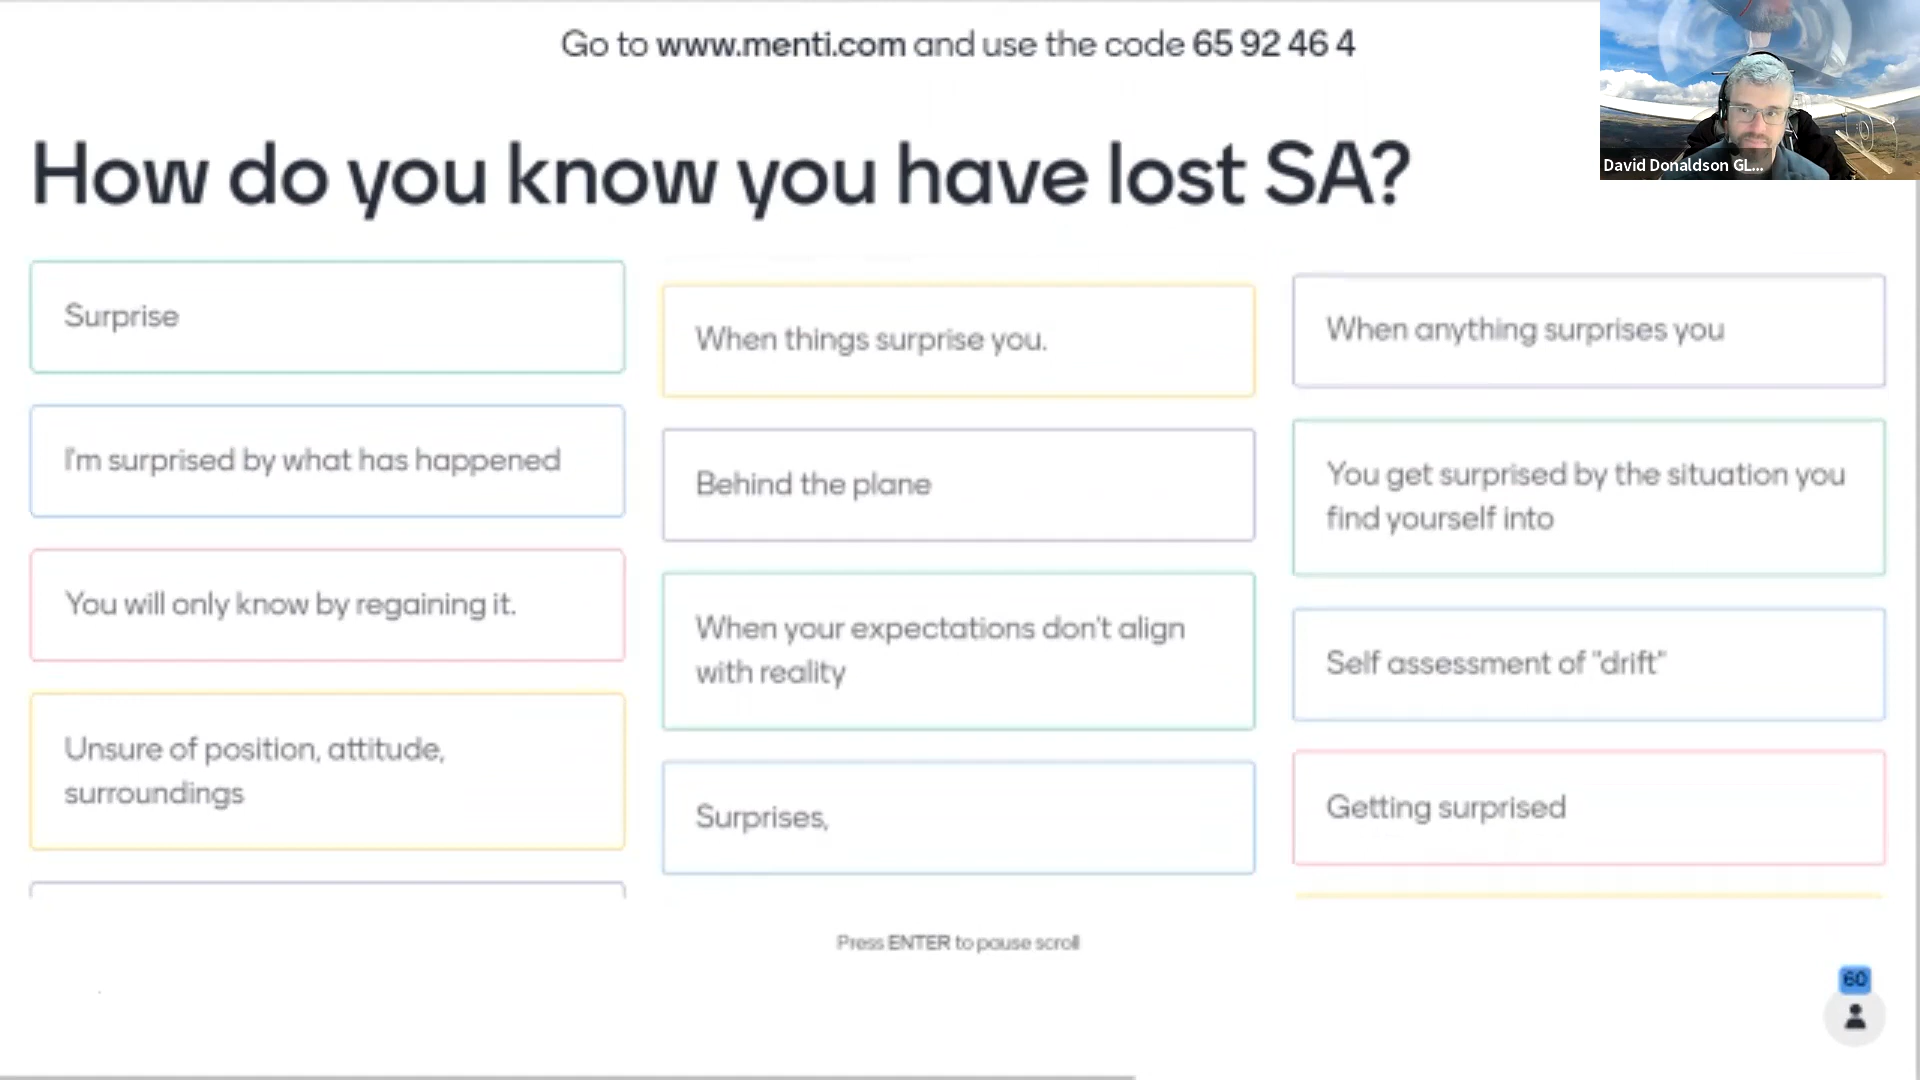 Go to www.menti.com and use the code 65 92 46 4
David Donaldson GL...
How do you know you have lost SA?
Surprise
I'm surprised by what has happened
You will only know by regaining it.
Unsure of position, attitude,
surroundings
When things surprise you.
Behind the plane
When your expectations don't align
with reality
Surprises,
When anything surprises you
You get surprised by the situation you
find yourself into
Self assessment of "drift"
Getting surprised
Press ENTER to pause scroll
60